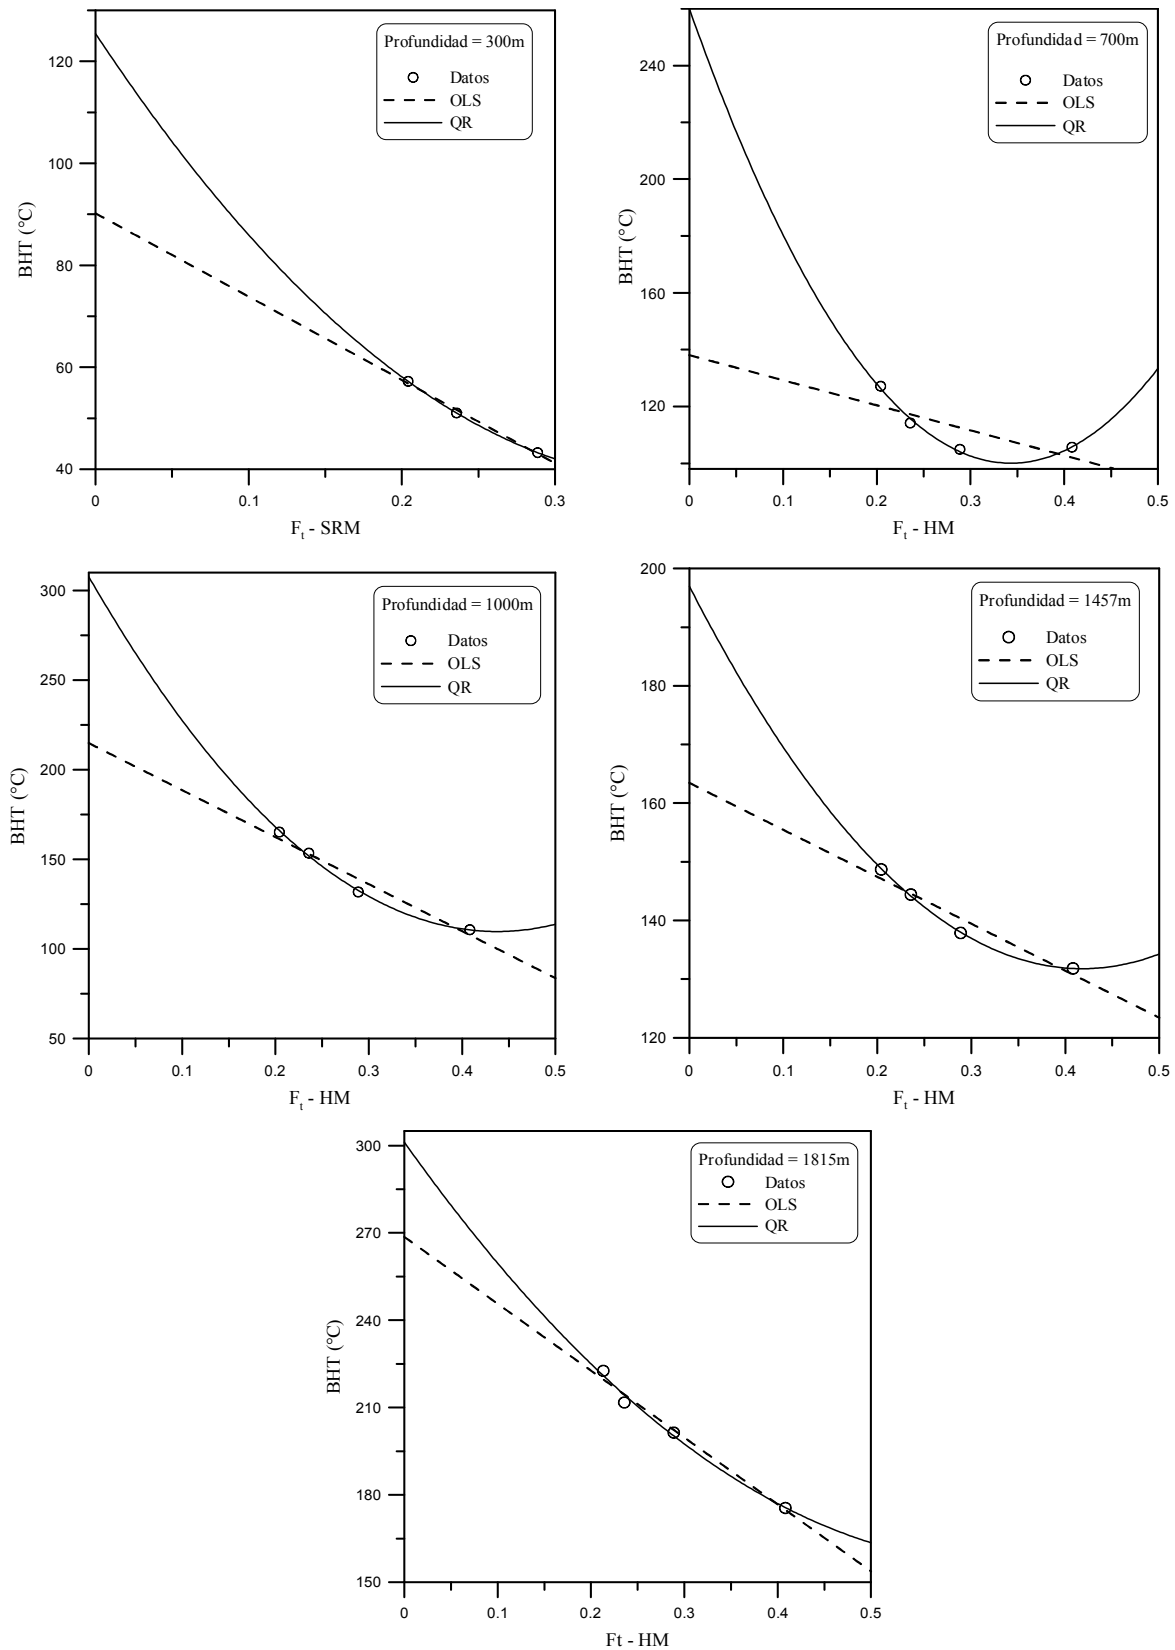 Profundidad = 300m
Datos
OLS
QR
BHT (°C)
120
100
80
60
40
0
0.1
0.2
0.3
Ft - SRM
Profundidad = 700m
Datos
OLS
QR
BHT (°C)
240
200
160
120
0
0.1
0.2
0.3
0.4
0.5
Ft - HM
Profundidad = 1000m
Datos
OLS
QR
BHT (°C)
300
250
200
150
100
50
0
0.1
0.2
0.3
0.4
0.5
Ft - HM
Profundidad = 1457m
Datos
OLS
QR
BHT (°C)
200
180
160
140
120
0
0.1
0.2
0.3
0.4
0.5
Ft - HM
Profundidad = 1815m
Datos
OLS
QR
BHT (°C)
300
270
240
210
180
150
0
0.1
0.2
0.3
0.4
0.5
Ft - HM